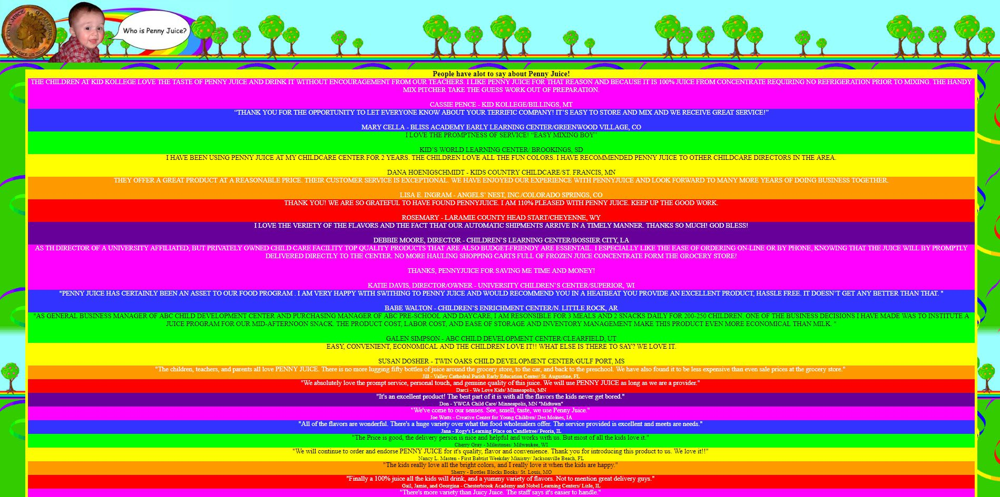 PENNY JUICE OF AMERICA
IN JUICE WE TRUST
Who is Penny Juice?
People have alot to say about Penny Juice!
THE CHILDREN AT KID KOLLEGE LOVE THE TASTE OF PENNY JUICE AND DRINK IT WITHOUT ENCOURAGEMENT FROM OUR TEACHERS. I LIKE PENNY JUICE FOR THAT REASON AND BECAUSE IT IS 100% JUICE FROM CONCENTRATE REQUIRING NO REFRIGERATION PRIOR TO MIXING. THE HANDY
MIX PITCHER TAKE THE GUESS WORK OUT OF PREPARATION.
CASSIE PENCE - KID KOLLEGE/BILLINGS, MT
“THANK YOU FOR THE OPPORTUNITY TO LET EVERYONE KNOW ABOUT YOUR TERRIFIC COMPANY! IT’S EASY TO STORE AND MIX AND WE RECEIVE GREAT SERVICE!”
MARY CELLA - BLISS ACADEMY EARLY LEARNING CENTER/GREENWOOD VILLAGE, CO
I LOVE THE PROMPTNESS OF SERVICE! “EASY MIXING BOY”
KID’S WORLD LEARNING CENTER/ BROOKINGS, SD
I HAVE BEEN USING PENNY JUICE AT MY CHILDCARE CENTER FOR 2 YEARS. THE CHILDREN LOVE ALL THE FUN COLORS. I HAVE RECOMMENDED PENNY JUICE TO OTHER CHILDCARE DIRECTORS IN THE AREA.
DANA HOENIGSCHMIDT - KIDS COUNTRY CHILDCARE/ST. FRANCIS, MN
THEY OFFER A GREAT PRODUCT AT A REASONABLE PRICE. THEIR CUSTOMER SERVICE IS EXCEPTIONAL. WE HAVE ENJOYED OUR EXPERIENCE WITH PENNYJUICE AND LOOK FORWARD TO MANY MORE YEARS OF DOING BUSINESS TOGETHER.
LISA E. INGRAM - ANGELS’ NEST, INC./COLORADO SPRINGS, CO
THANK YOU! WE ARE SO GRATEFUL TO HAVE FOUND PENNYJUICE. I AM 110% PLEASED WITH PENNY JUICE. KEEP UP THE GOOD WORK.
ROSEMARY - LARAMIE COUNTY HEAD START/CHEYENNE, WY
I LOVE THE VERIETY OF THE FLAVORS AND THE FACT THAT OUR AUTOMATIC SHIPMENTS ARRIVE IN A TIMELY MANNER. THANKS SO MUCH! GOD BLESS!
DEBBIE MOORE, DIRECTOR - CHILDREN’S LEARNING CENTER/BOSSIER CITY, LA
AS TH DIRECTOR OF A UNIVERSITY AFFILIATED, BUT PRIVATELY OWNED CHILD CARE FACILITY TOP QUALITY PRODUCTS THAT ARE ALSO BUDGET-FRIENDY ARE ESSENTAIL. I ESPECIALLY LIKE THE EASE OF ORDERING ON-LINE OR BY PHONE, KNOWING THAT THE JUICE WILL BY PROMPTLY
DELIVERED DIRECTLY TO THE CENTER. NO MORE HAULING SHOPPING CARTS FULL OF FROZEN JUICE CONCENTRATE FORM THE GROCERY STORE!
THANKS, PENNYJUICE FOR SAVING ME TIME AND MONEY!
KATIE DAVIS, DIRECTOR/OWNER - UNIVERSITY CHILDREN’S CENTER/SUPERIOR, WI
"PENNY JUICE HAS CERTAINLY BEEN AN ASSET TO OUR FOOD PROGRAM . I AM VERY HAPPY WITH SWITHING TO PENNY JUICE AND WOULD RECOMMEND YOU IN A HEATBEAT YOU PROVIDE AN EXCELLENT PRODUCT, HASSLE FREE. IT DOESN’T GET ANY BETTER THAN THAT. "
BABE WALTON - CHILDREN’S ENRICHMENT CENTER/N. LITTLE ROCK, AR
"AS GENERAL BUSINESS MANAGER OF ABC CHILD DEVELOPMENT CENTER AND PURCHASING MANAGER OF ABC PRE-SCHOOL AND DAYCARE, I AM RESONSIBLE FOR 3 MEALS AND 2 SNACKS DAILY FOR 200-250 CHILDREN. ONE OF THE BUSINESS DECISIONS I HAVE MADE WAS TO INSTITUTE A
JUICE PROGRAM FOR OUR MID-AFTERNOON SNACK. THE PRODUCT COST, LABOR COST, AND EASE OF STORAGE AND INVENTORY MANAGEMENT MAKE THIS PRODUCT EVEN MORE ECONOMICAL THAN MILK. "
GALEN SIMPSON - ABC CHILD DEVELOPMENT CENTER/CLEARFIELD, UT
EASY, CONVENIENT, ECONOMICAL AND THE CHILDREN LOVE IT!! WHAT ELSE IS THERE TO SAY? WE LOVE IT.
SUSAN DOSHER - TWIN OAKS CHILD DEVELOPMENT CENTER/GULF PORT, MS
"The children, teachers, and parents all love PENNY JUICE. There is no more lugging fifty bottles of juice around the grocery store, to the car, and back to the preschool. We have also found it to be less expensive than even sale prices at the grocery store."
Jill - Valley Cathedral Parish Early Education Center/ St. Augustine, FL
"We absolutely love the prompt service, personal touch, and genuine quality of this juice. We will use PENNY JUICE as long as we are a provider."
Darci - We Love Kids/ Minneapolis, MN
"It's an excellent product! The best part of it is with all the flavors the kids never get bored."
Don - YWCA Child Care/ Minneapolis, MN "Midtown"
"We've come to our senses. See, smell, taste, we use Penny Juice."
Joe Watts - Creative Center for Young Children/ Des Moines, IA
"All of the flavors are wonderful. There's a huge variety over what the food wholesalers offer. The service provided is excellent and meets are needs."
Jana - Rogy's Learning Place on Candletree/ Peoria, IL
"The Price is good, the delivery person is nice and helpful and works with us. But most of all the kids love it."
Cherry Gray - Milestones/ Milwaukee, WI
"We will continue to order and endorse PENNY JUICE for it's quality, flavor and convenience. Thank you for introducing this product to us. We love it!!"
Nancy L. Masten - First Babtist Weekday Ministry/ Jacksonville Beach, FL
"The kids really love all the bright colors, and I really love it when the kids are happy."
Sherry - Bottles Blocks Books/ St. Louis, MO
"Finally a 100% juice all the kids will drink, and a yummy variety of flavors. Not to mention great delivery guys."
Gail, Jamie, and Georgina - Chesterbrook Academy and Nobel Learning Centers/ Lisle, IL
"There's more variety than Juicy Juice. The staff says it's easier to handle."